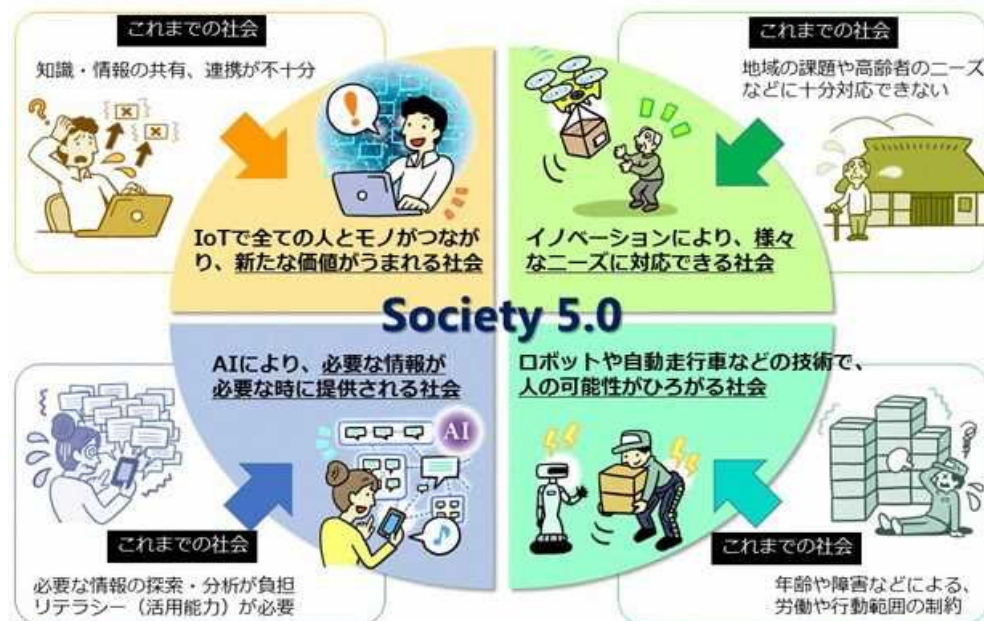 これまでの社会
知識・情報の共有、連携が不十分
IoTで全ての人とモノがつなが
り、新たな価値がうまれる社会
これまでの社会
地域の課題や高齢者のニーズ
などに十分対応できない
イノベーションにより、様々
なニーズに対応できる社会
Society 5.0
AIにより、必要な情報が
必要な時に提供される社会
AI
これまでの社会
必要な情報の探索・分析が負担
リテラシー（活用能力）が必要
ロボットや自動走行車などの技術で、
人の可能性がひろがる社会
これまでの社会
年齢や障害などによる、
労働や行動範囲の制約